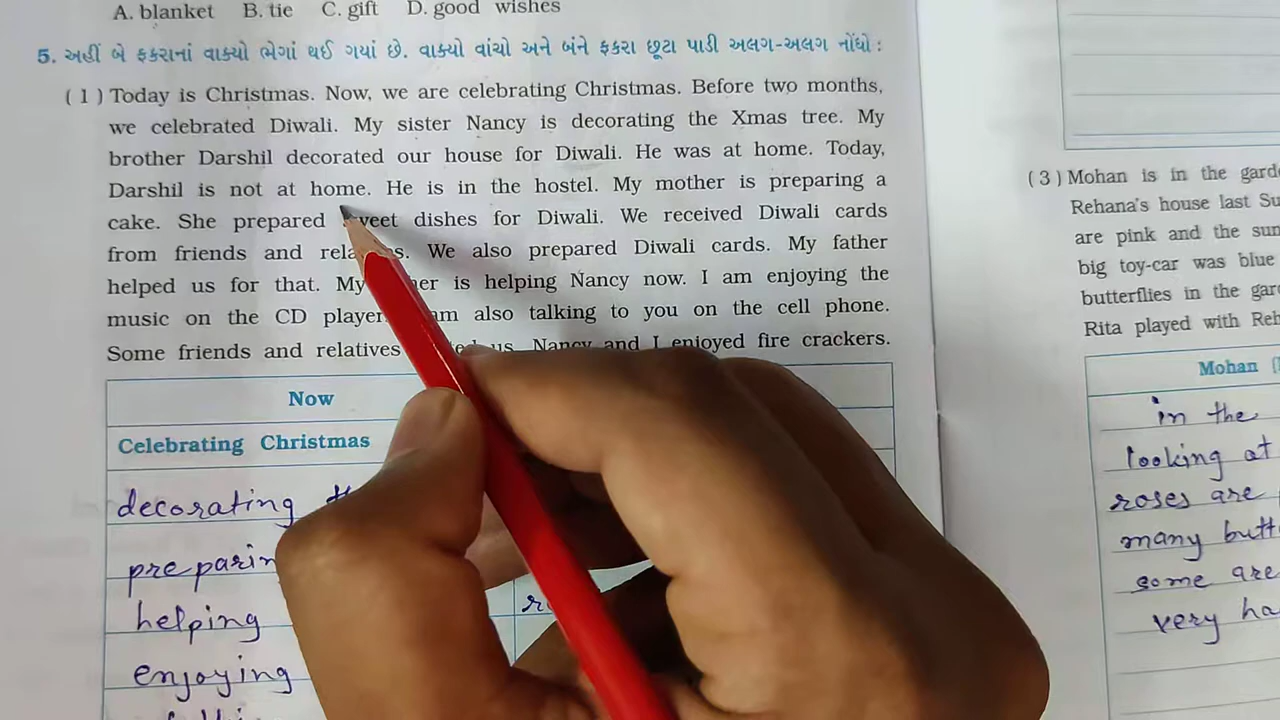 A. blanket B. tie C. gift D. good wishes
5. અહીં બે ફકરાનાં વાક્યો ભેગાં થઈ ગયાં છે. વાક્યો વાંચો અને બંને ફકરા છૂટા પાડી અલગ-અલગ નોંધો :
( 1 ) Today is Christmas. Now, we are celebrating Christmas. Before two months,
we celebrated Diwali. My sister Nancy is decorating the Xmas tree. My
brother Darshil decorated our house for Diwali. He was at home. Today,
Darshil is not at home. He is in the hostel. My mother is preparing a
cake. She prepared dishes for Diwali. We received Diwali cards
from friends and We also prepared Diwali cards. My father
helped us for that. My is helping Nancy now. I am enjoying the
music on the CD player. also talking to you on the cell phone.
Some friends and relatives us. Nancy and I enjoyed fire crackers.
Now
Celebrating Christmas
decorating
helping
enjoying
( 3 ) Mohan is in the
Rehana's house last
are pink and the
big toy-car was blue
butterflies in the
Rita played with
Mohan
in the
looking at
roses are
many
some are
very